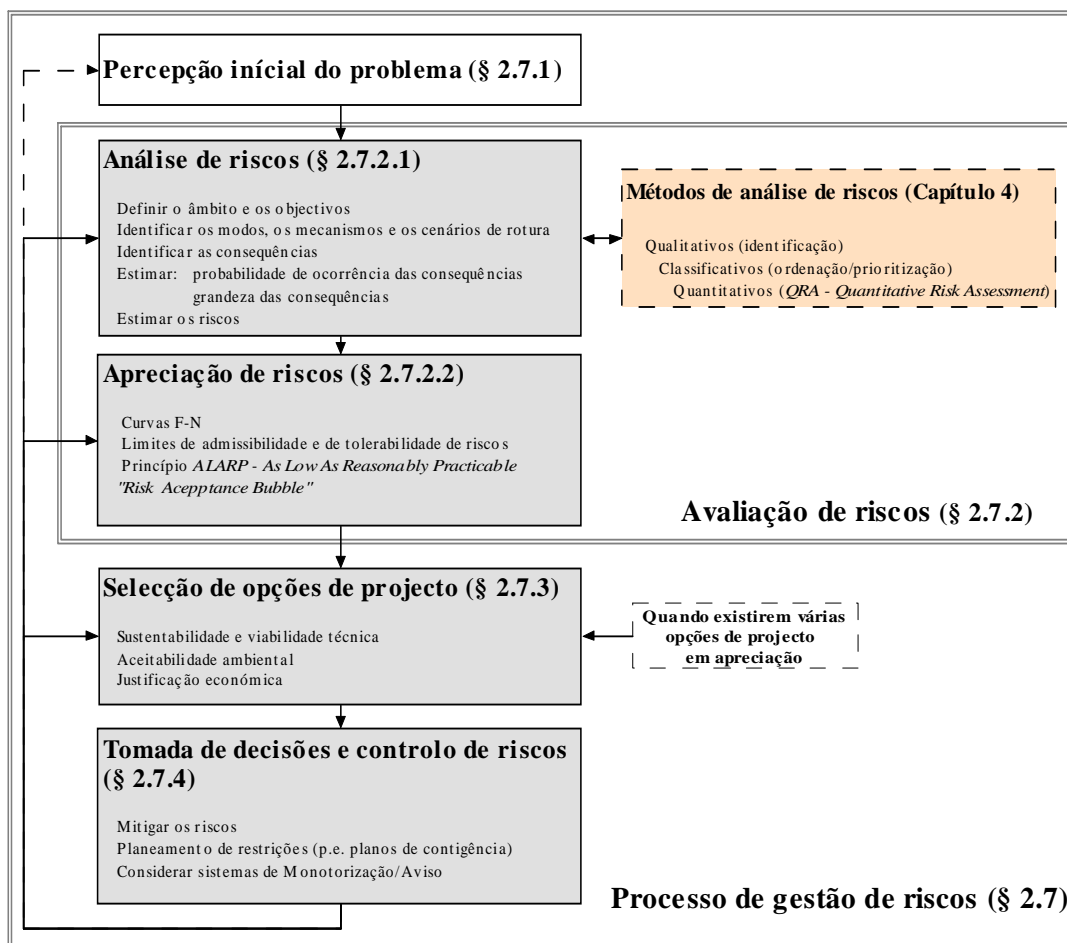 Percepção inícial do problema (§ 2.7.1)
Análise de riscos (§ 2.7.2.1)
Definir o âmbito e os objectivos
Identificar os modos, os mecanismos e os cenários de rotura
Identificar as consequências
Estimar: probabilidade de ocorrência das consequências
grandeza das consequências
Estimar os riscos
Métodos de análise de riscos (Capítulo 4)
Qualitativos (identificação)
Classificativos (ordenação/prioritização)
Quantitativos (QRA - Quantitative Risk Assessment)
Apreciação de riscos (§ 2.7.2.2)
Curvas F-N
Limites de admissibilidade e de tolerabilidade de riscos
Princípio ALARP - As Low As Reasonably Practicable
"Risk Acepptance Bubble"
Avaliação de riscos (§ 2.7.2)
Selecção de opções de projecto (§ 2.7.3)
Sustentabilidade e viabilidade técnica
Aceitabilidade ambiental
Justificação económica
Quando existirem várias
opções de projecto
em apreciação
Tomada de decisões e controlo de riscos
(§ 2.7.4)
Mitigar os riscos
Planeamento de restrições (p.e. planos de contigência)
Considerar sistemas de Monotorização/Aviso
Processo de gestão de riscos (§ 2.7)